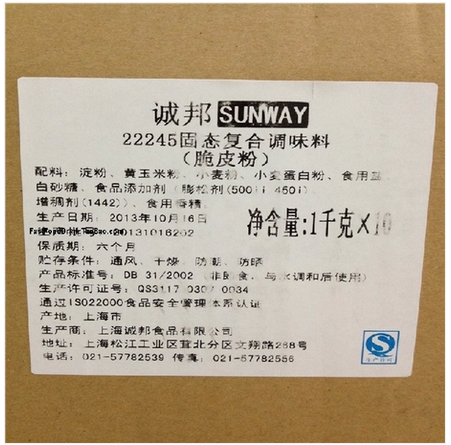 诚邦 SUNWAY
22245固态复合调味料
(脆皮粉)
配料: 淀粉、黄玉米粉、小麦粉、小麦蛋白粉、食用盐
白砂糖、食品添加剂 (膨松剂(500ii 450i)、
增稠剂(1442))、食用香精
生产日期: 2013年10月16日
净含量:1千克×10
20131016202
保质期: 六个月
贮存条件: 通风、干燥、防潮、防晒
产品标准号: DB 31/2002 (非即食、与水调和后使用)
生产许可证号: QS3117 0307 0034
通过ISO22000食品安全管理体系认证
产地: 上海市
生产商: 上海诚邦食品有限公司
地址: 上海松江工业区茸北分区文翔路268号
电话: 021-57782539 传真: 021-57782556
QS
生产许可